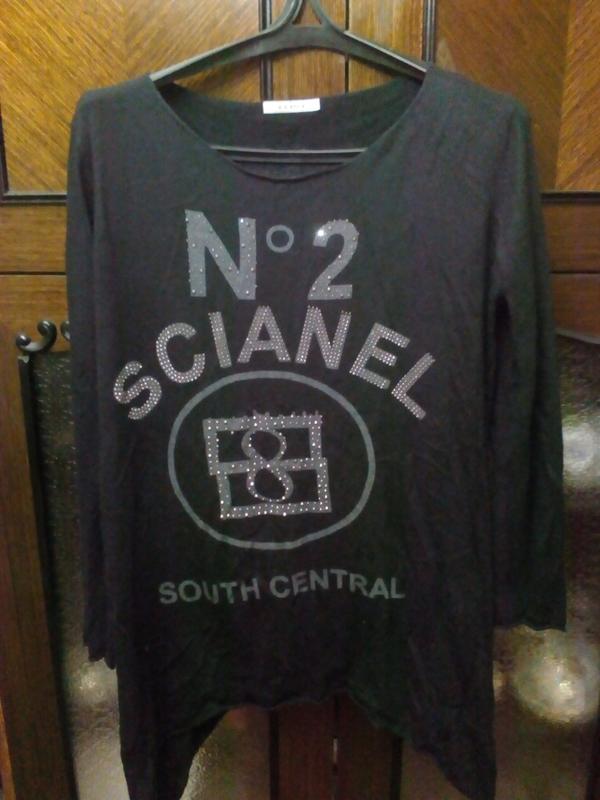 N° 2
SCIANEL
8
SOUTH CENTRAL